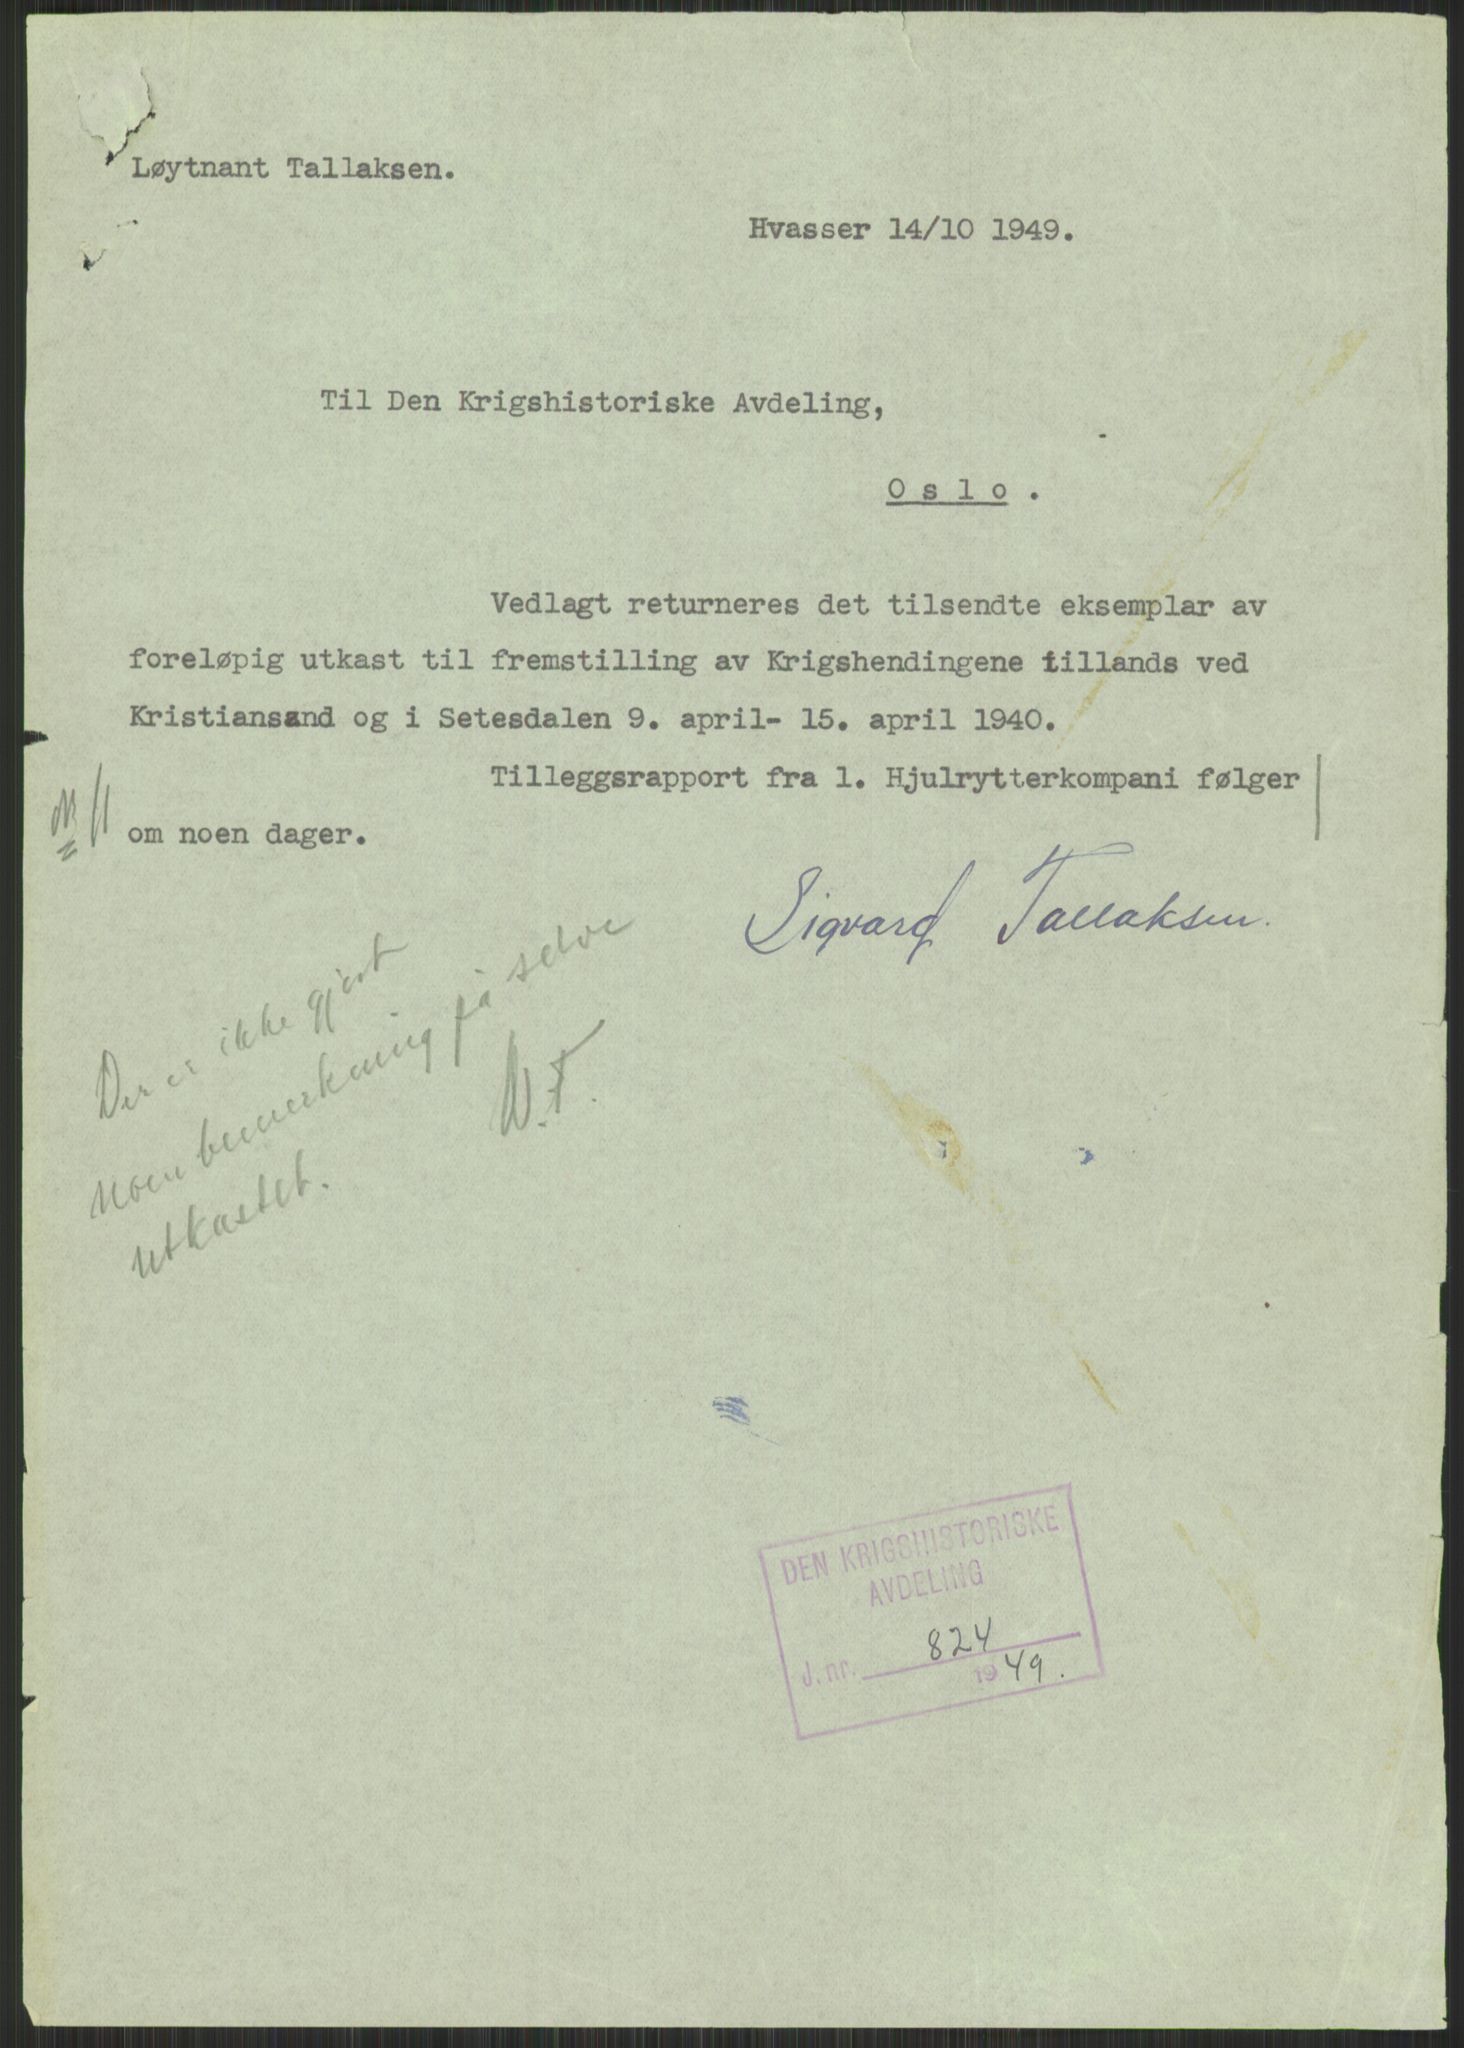 Løytnant Tallaksen.
Hvasser 14/10 1949.
Til Den Krigshistoriske Avdeling,
O s l o .
Vedlagt returneres det tilsendte eksemplar av
foreløpig utkast til fremstilling av Krigshendingene tillands ved
Kristiansand og i Setesdalen 9. april- 15. april 1940.
Tilleggsrapport fra 1. Hjulrytterkompani følger
om noen dager.
Sigvard Tallaksen.
Der er ikke gjort
noen bemerkning på selve
utkastet.
DEN KRIGSHISTORISKE
AVDELING
J. nr. 824
1949.